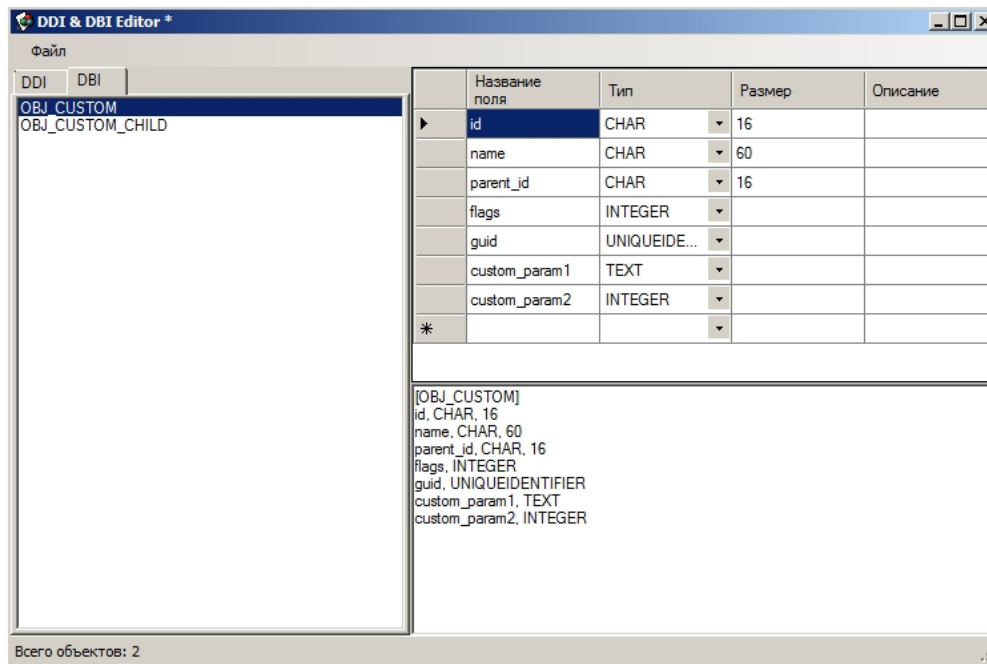 DDI & DBI Editor *
Файл
DDI DBI
OBJ_CUSTOM
OBJ_CUSTOM_CHILD
Название поля Тип Размер Описание
id CHAR 16
name CHAR 60
parent_id CHAR 16
flags INTEGER
guid UNIQUEIDE...
custom_param1 TEXT
custom_param2 INTEGER
[OBJ_CUSTOM]
id, CHAR, 16
name, CHAR, 60
parent_id, CHAR, 16
flags, INTEGER
guid, UNIQUEIDENTIFIER
custom_param1, TEXT
custom_param2, INTEGER
Всего объектов: 2